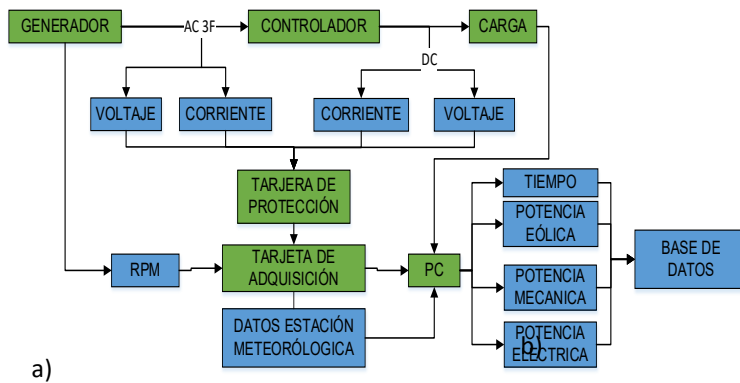 GENERADOR
AC 3F
CONTROLADOR
CARGA
DC
VOLTAJE
CORRIENTE
CORRIENTE
VOLTAJE
TARJERA DE
PROTECCIÓN
TIEMPO
POTENCIA
EÓLICA
BASE DE
DATOS
RPM
TARJETA DE
ADQUISICIÓN
PC
POTENCIA
MECANICA
DATOS ESTACIÓN
METEORÓLOGICA
POTENCIA
ELECTRICA
b)
a)